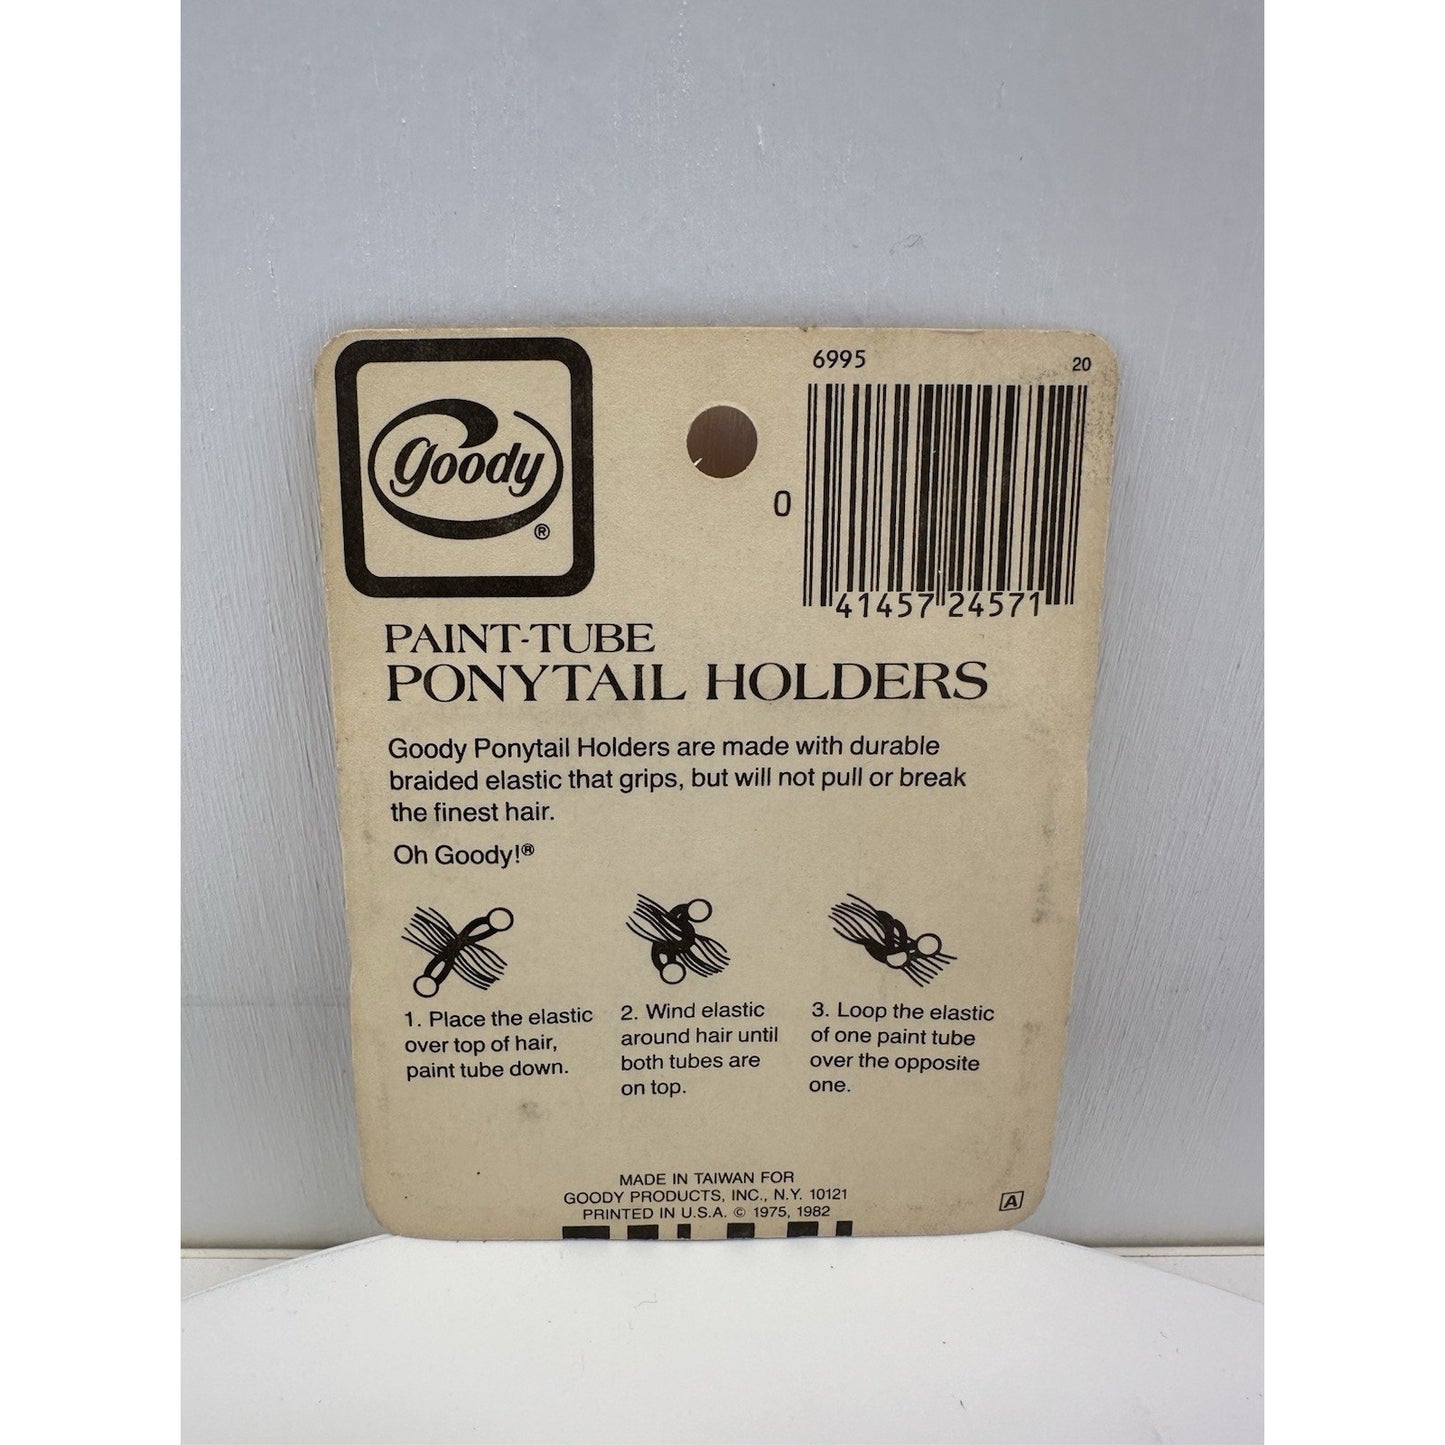 goody®
6995
20
0
41457 24571
PAINT-TUBE
PONYTAIL HOLDERS
Goody Ponytail Holders are made with durable
braided elastic that grips, but will not pull or break
the finest hair.
Oh Goody!®
1. Place the elastic
over top of hair,
paint tube down.
2. Wind elastic
around hair until
both tubes are
on top.
3. Loop the elastic
of one paint tube
over the opposite
one.
MADE IN TAIWAN FOR
GOODY PRODUCTS, INC., N.Y. 10121
PRINTED IN U.S.A. © 1975, 1982
A